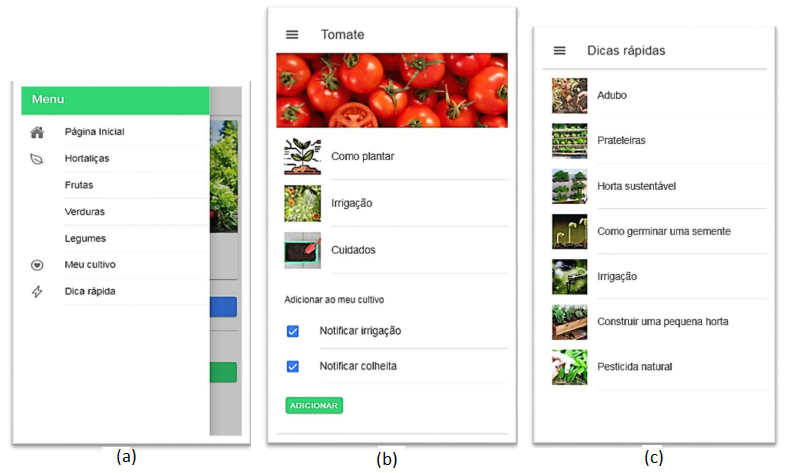 Menu
Página Inicial
Hortaliças
Frutas
Verduras
Legumes
Meu cultivo
Dica rápida
(a)
Tomate
Como plantar
Irrigação
Cuidados
Adicionar ao meu cultivo
Notificar irrigação
Notificar colheita
ADICIONAR
(b)
Dicas rápidas
Adubo
Prateleiras
Horta sustentável
Como germinar uma semente
Irrigação
Construir uma pequena horta
Pesticida natural
(c)